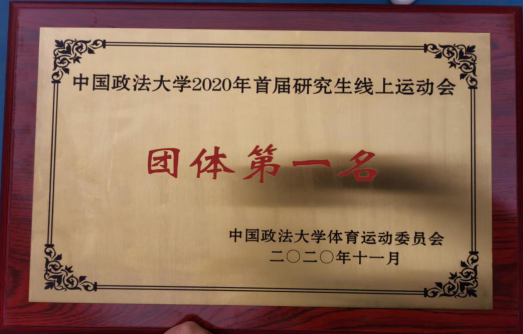 中国政法大学2020年首届研究生线上运动会
团体第一名
中国政法大学体育运动委员会
二〇二〇年十一月